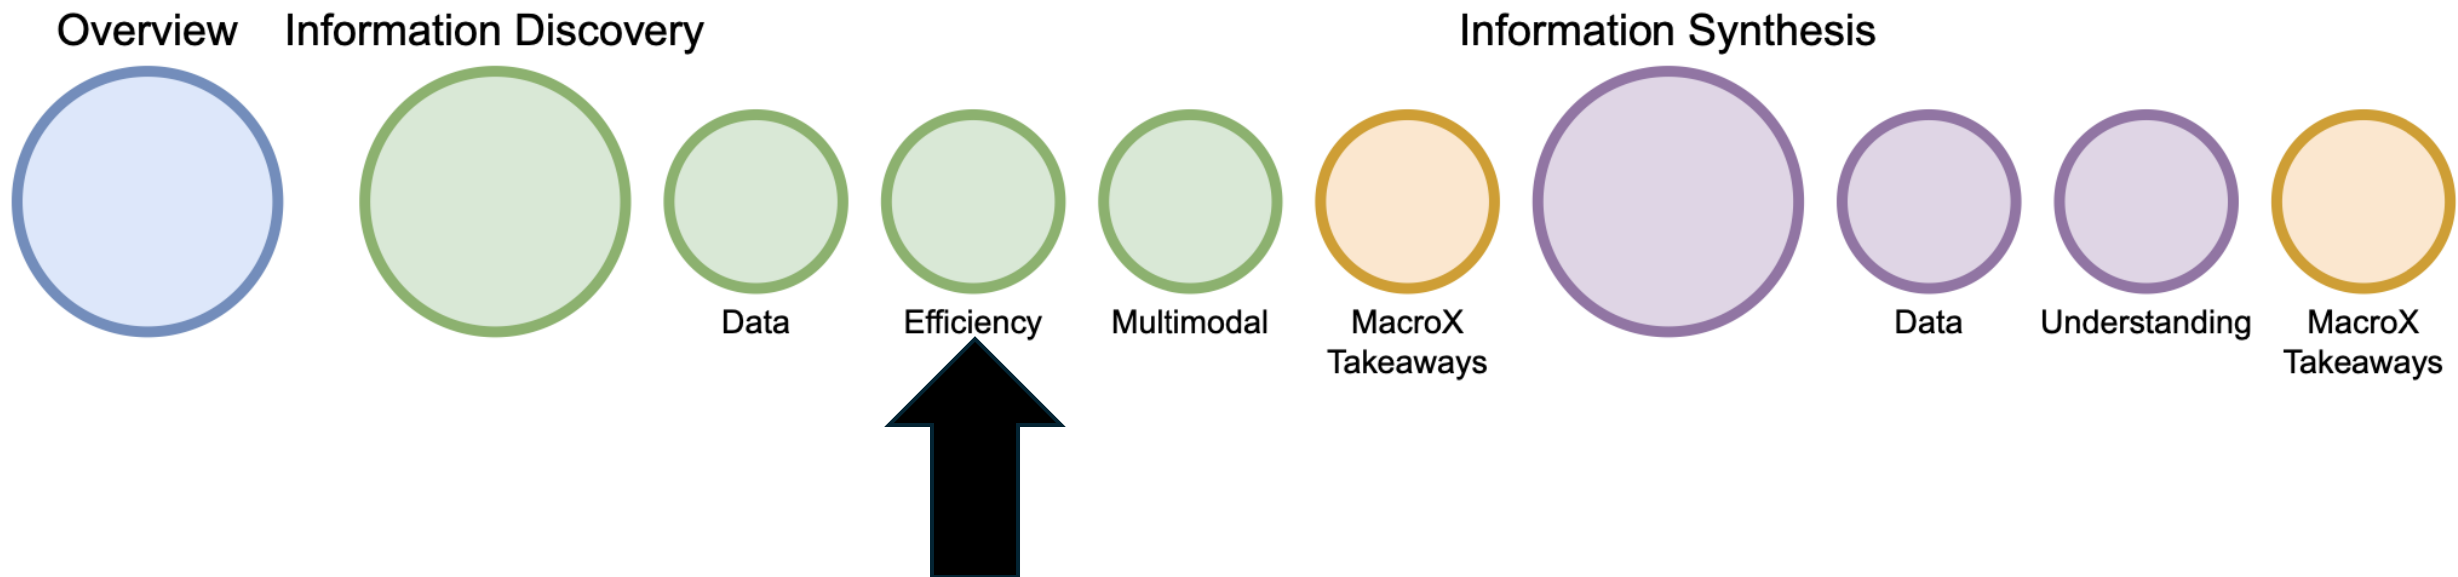 Overview
Information Discovery
Information Synthesis
Data
Efficiency
Multimodal
MacroX
Takeaways
Data
Understanding
MacroX
Takeaways